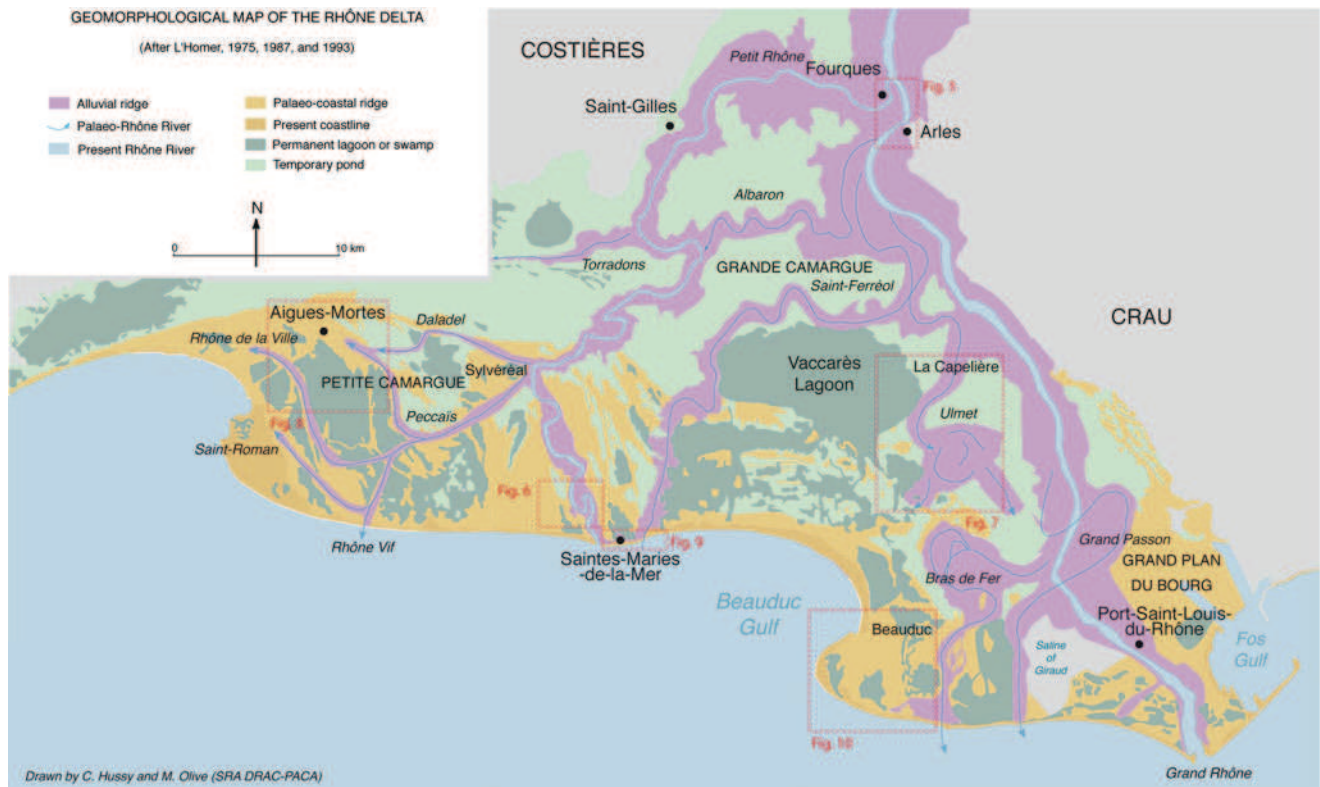 GEOMORPHOLOGICAL MAP OF THE RHÔNE DELTA
(After L'Homer, 1975, 1987, and 1993)
Alluvial ridge
Palaeo-Rhône River
Present Rhône River
Palaeo-coastal ridge
Present coastline
Permanent lagoon or swamp
Temporary pond
N
0
10 km
COSTIÈRES
Petit Rhône
Fourques
Fig. 5
Saint-Gilles
Arles
Albaron
Torradons
GRANDE CAMARGUE
Saint-Ferréol
CRAU
Aigues-Mortes
Daladel
Rhône de la Ville
Sylvéréal
PETITE CAMARGUE
Vaccarès
Lagoon
La Capelière
Ulmet
Peccaïs
Fig. 8
Saint-Roman
Fig. 6
Fig. 7
Rhône Vif
Fig. 9
Saintes-Maries
-de-la-Mer
Grand Passon
GRAND PLAN
DU BOURG
Bras de Fer
Beauduc
Gulf
Beauduc
Port-Saint-Louis-
du-Rhône
Saline
of
Giraud
Fos
Gulf
Fig. 10
Grand Rhône
Drawn by C. Hussy and M. Olive (SRA DRAC-PACA)